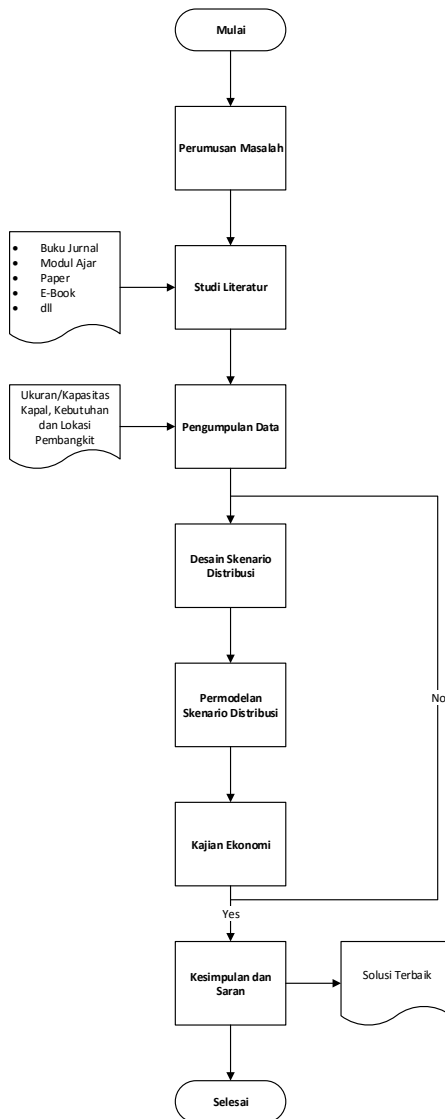 Mulai
Perumusan Masalah
• Buku Jurnal
• Modul Ajar
• Paper
• E-Book
• dll
Studi Literatur
Ukuran/Kapasitas
Kapal, Kebutuhan
dan Lokasi
Pembangkit
Pengumpulan Data
Desain Skenario
Distribusi
Permodelan
Skenario Distribusi
No
Kajian Ekonomi
Yes
Kesimpulan dan
Saran
Solusi Terbaik
Selesai